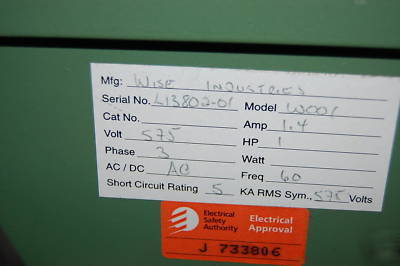 Mfg: WISE INDUSTRIES
Serial No. L13802-01 Model W001
Cat No. Amp 1.4
Volt 575 HP 1
Phase 3 Watt
AC / DC AC Freq 60
Short Circuit Rating 5 KA RMS Sym., 575 Volts
Electrical Safety Authority
Electrical Approval
J 733806